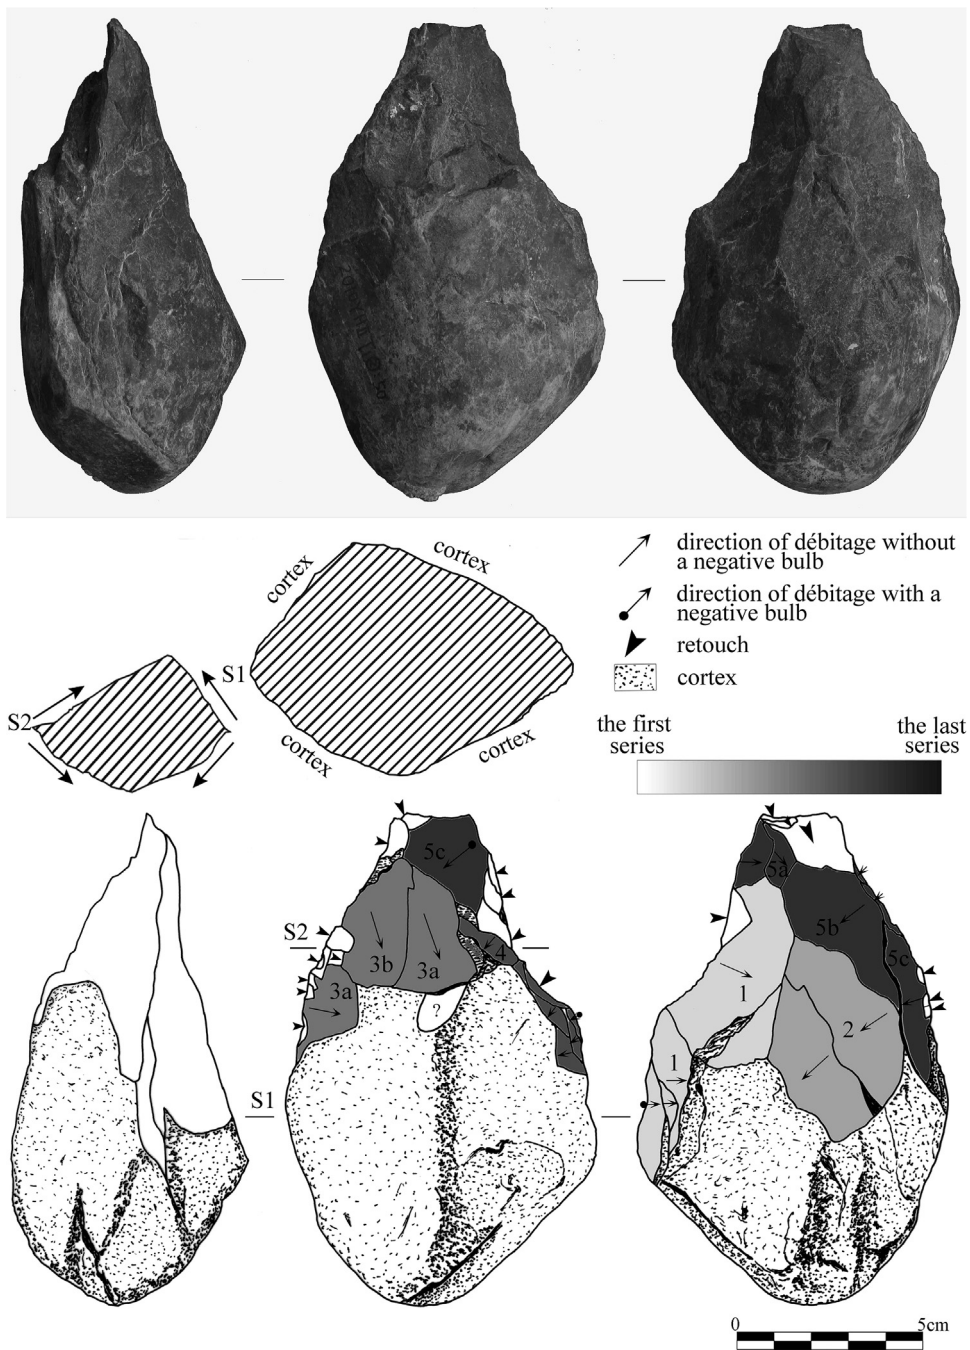 cortex
cortex
S1
S2
cortex
cortex
direction of débitage without
a negative bulb
direction of débitage with a
negative bulb
retouch
cortex
the first
series
the last
series
5c
S2
3b
3a
4
3a
?
S1
5a
5b
5c
1
2
1
0
5cm